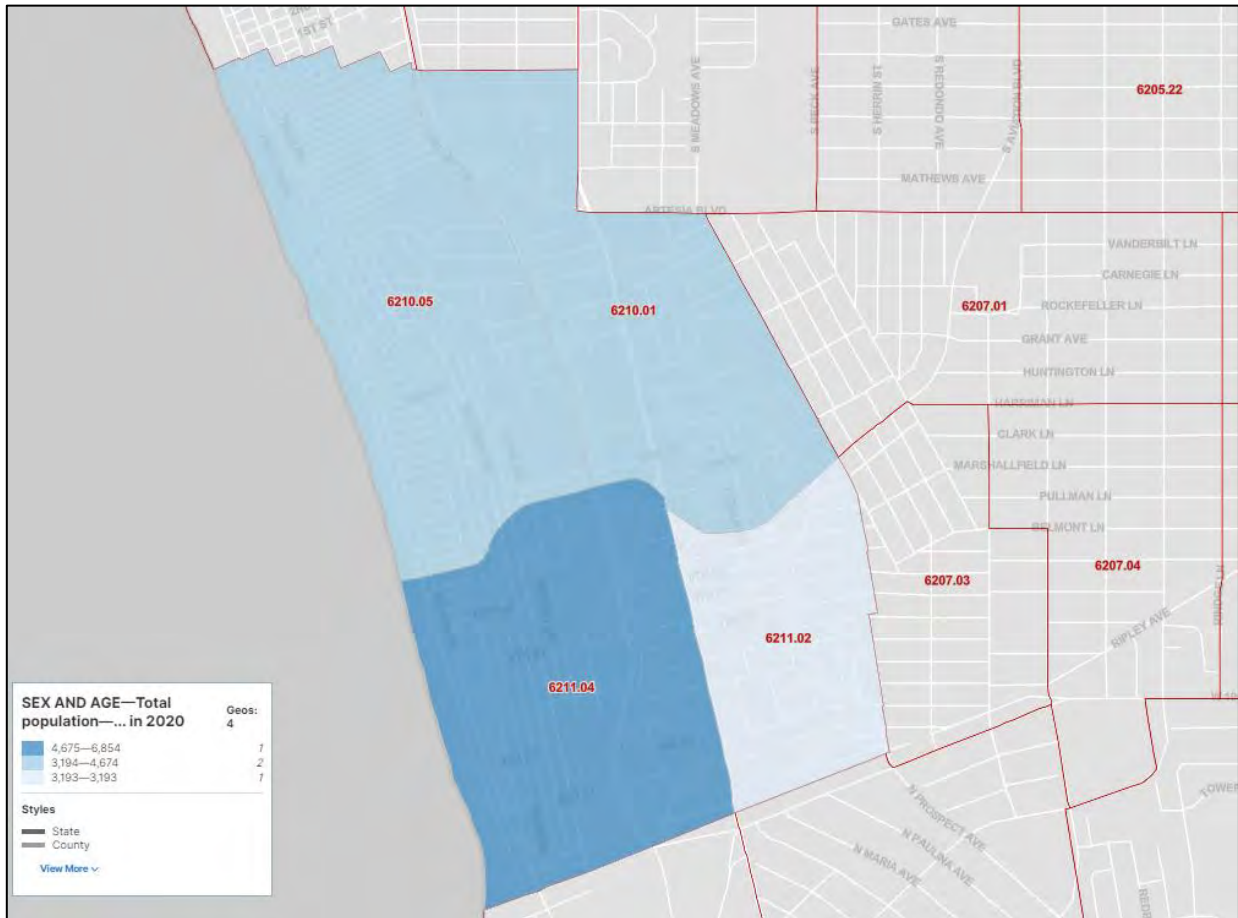 1ST ST
GATES AVE
S MEADOWS AVE
S PECK AVE
S HERRIN ST
S REDONDO AVE
S AVIATION BLVD
6205.22
MATHEWS AVE
ARTESIA BLVD
VANDERBILT LN
CARNEGIE LN
6210.05
6210.01
6207.01
ROCKEFELLER LN
GRANT AVE
HUNTINGTON LN
HARRIMAN LN
CLARK LN
MARSHALLFIELD LN
PULLMAN LN
BELMONT LN
6207.03
6207.04
RIPLEY AVE
6211.02
6211.04
N PROSPECT AVE
N PAULINA AVE
N MARIA AVE
SEX AND AGE—Total
population—... in 2020
Geos:
4
4,675—6,854 1
3,194—4,674 2
3,193—3,193 1
Styles
State
County
View More